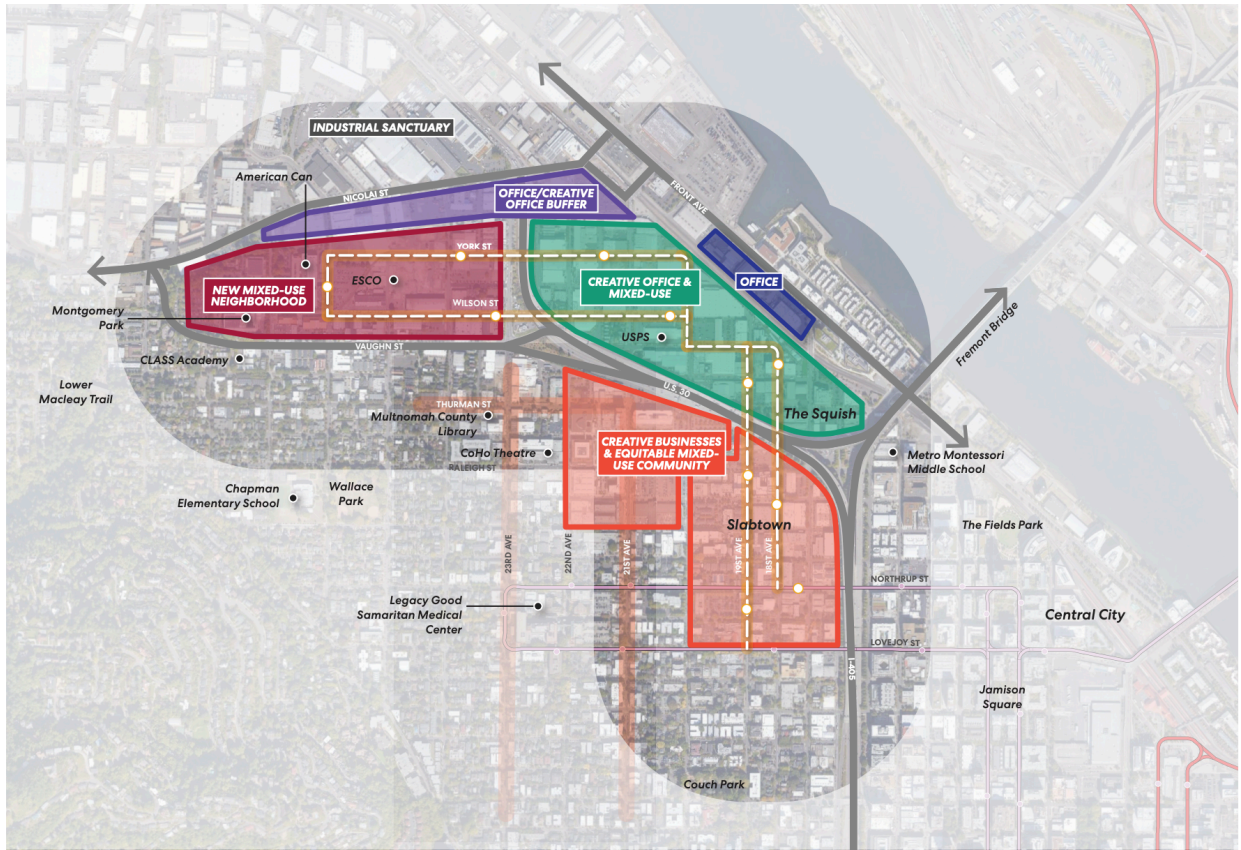 INDUSTRIAL SANCTUARY
American Can
NICOLAI ST
OFFICE/CREATIVE
OFFICE BUFFER
FRONT AVE
YORK ST
ESCO
NEW MIXED-USE
NEIGHBORHOOD
CREATIVE OFFICE &
MIXED-USE
OFFICE
WILSON ST
Montgomery
Park
USPS
VAUGHN ST
Fremont Bridge
CLASS Academy
Lower
Macleay Trail
U.S. 30
THURMAN ST
Multnomah County
Library
The Squish
CREATIVE BUSINESSES
& EQUITABLE MIXED-
USE COMMUNITY
CoHo Theatre
RALEIGH ST
Metro Montessori
Middle School
Chapman
Elementary School
Wallace
Park
Slabtown
The Fields Park
23RD AVE
22ND AVE
21ST AVE
19ST AVE
18ST AVE
NORTHRUP ST
Legacy Good
Samaritan Medical
Center
Central City
LOVEJOY ST
I-405
Jamison
Square
Couch Park